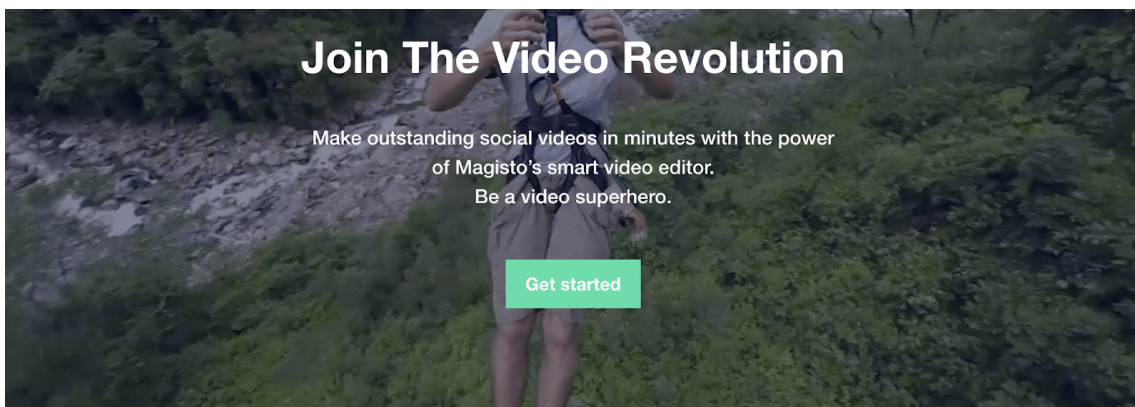 Join The Video Revolution
Make outstanding social videos in minutes with the power
of Magisto’s smart video editor.
Be a video superhero.
Get started